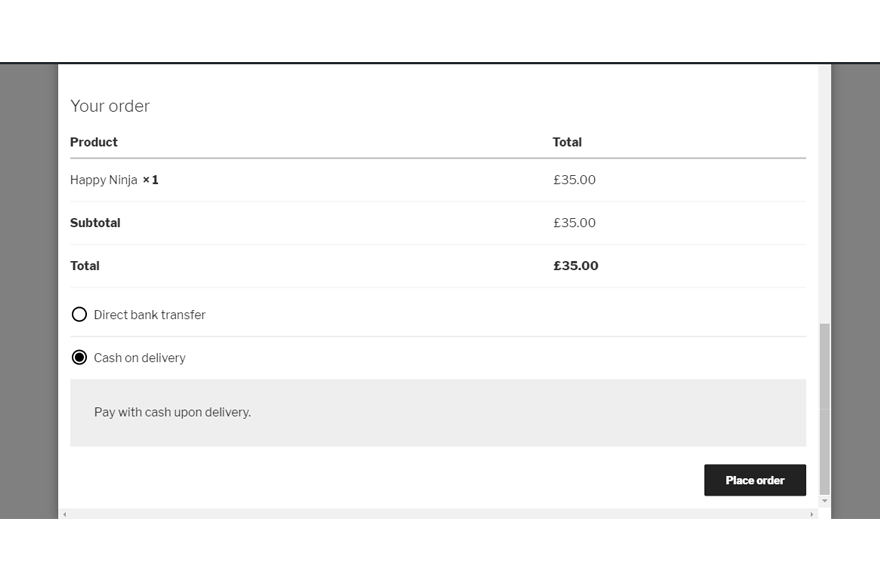 Your order
Product Total
Happy Ninja × 1 £35.00
Subtotal £35.00
Total £35.00
Direct bank transfer
Cash on delivery
Pay with cash upon delivery.
Place order